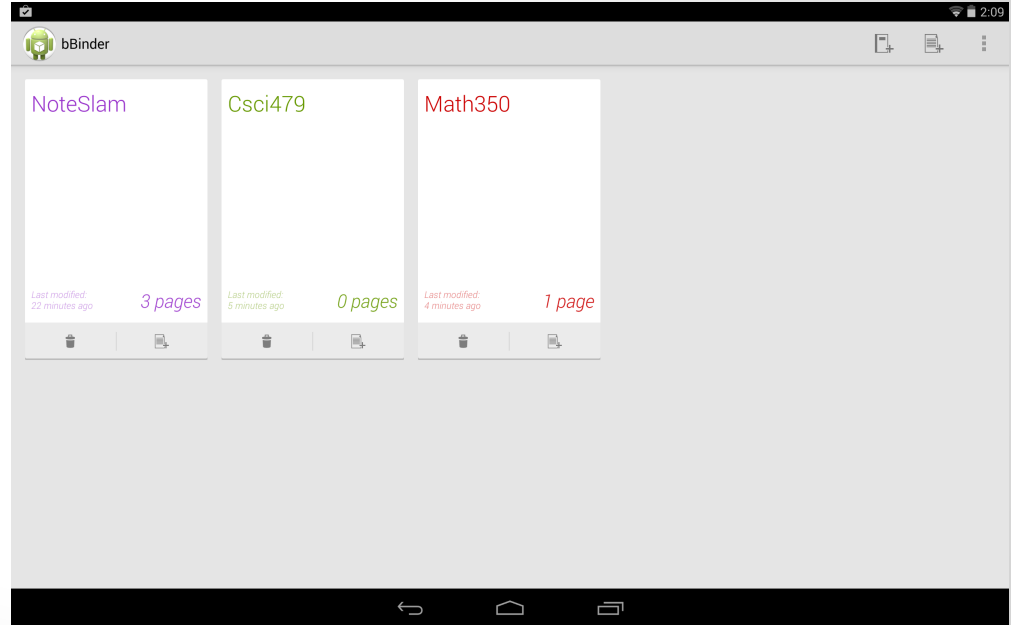 2:09
bBinder
NoteSlam
Last modified:
22 minutes ago
3 pages
Csci479
Last modified:
5 minutes ago
0 pages
Math350
Last modified:
4 minutes ago
1 page